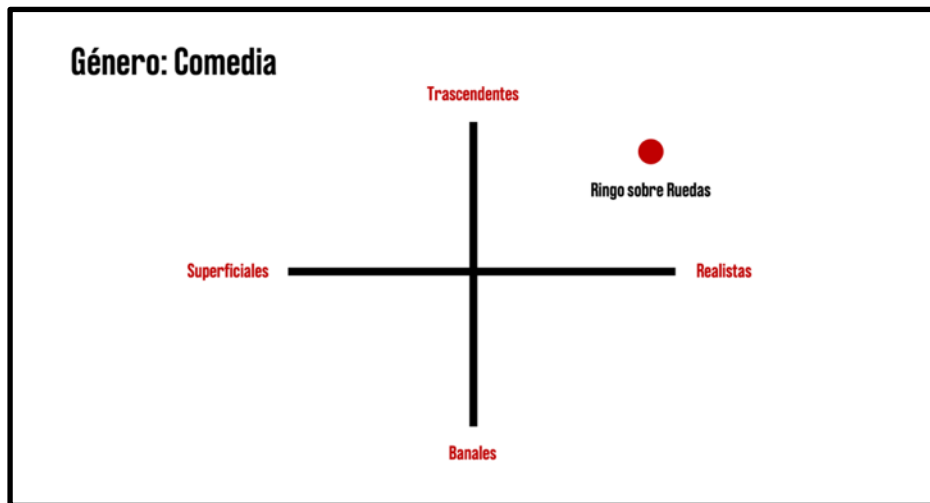 Género: Comedia
Trascendentes
Ringo sobre Ruedas
Superficiales
Realistas
Banales